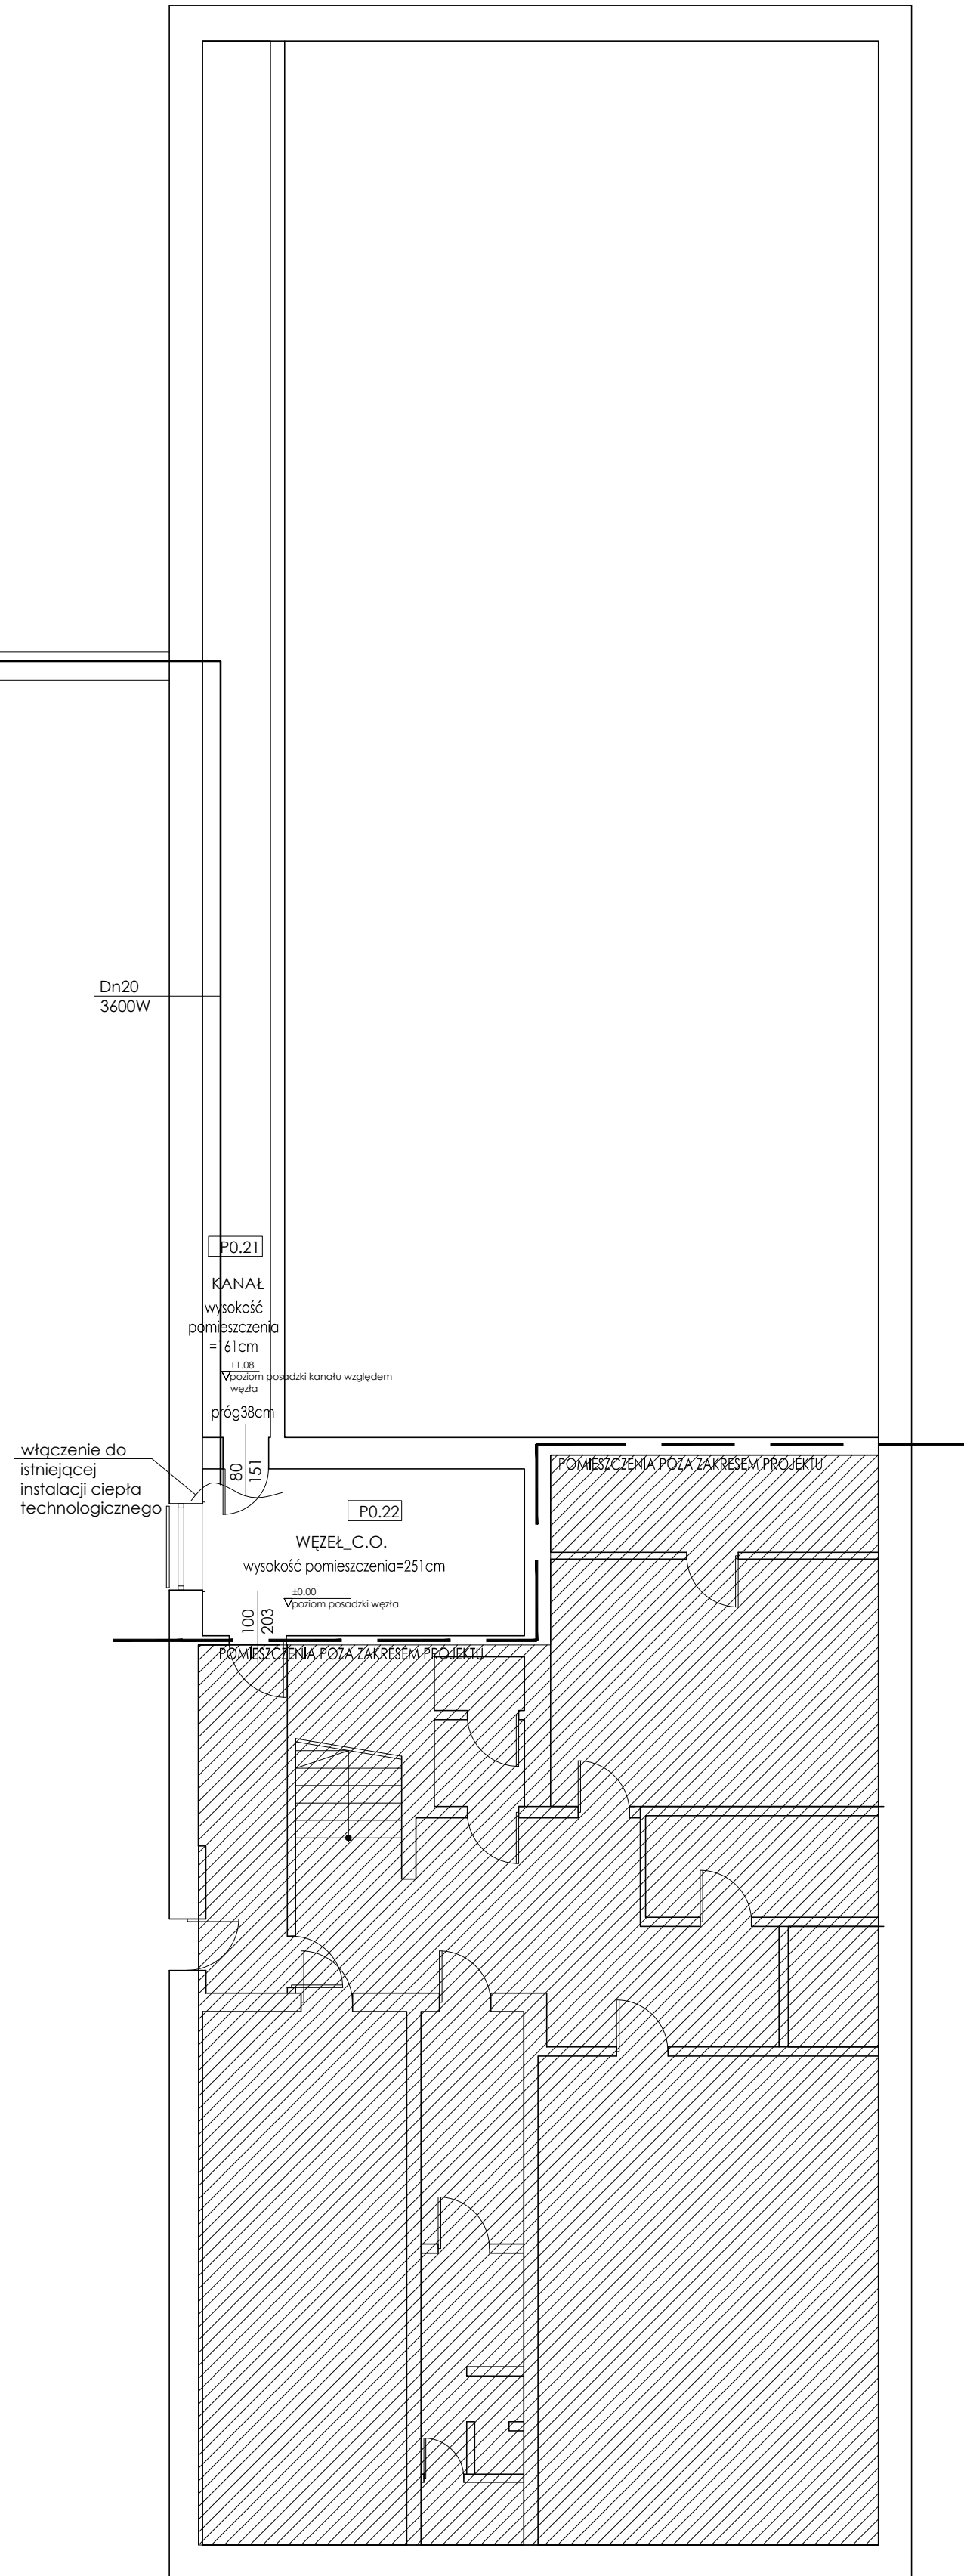 Dn20
3600W
P0.21
KANAŁ
wysokość
pomieszczenia
=161cm
+1.08
poziom posadzki kanału względem
węzła
próg38cm
włączenie do
istniejącej
instalacji ciepła
technologicznego
80
151
POMIESZCZENIA POZA ZAKRESEM PROJEKTU
P0.22
WĘZEŁ_C.O.
wysokość pomieszczenia=251cm
±0.00
poziom posadzki węzła
100
203
POMIESZCZENIA POZA ZAKRESEM PROJEKTU